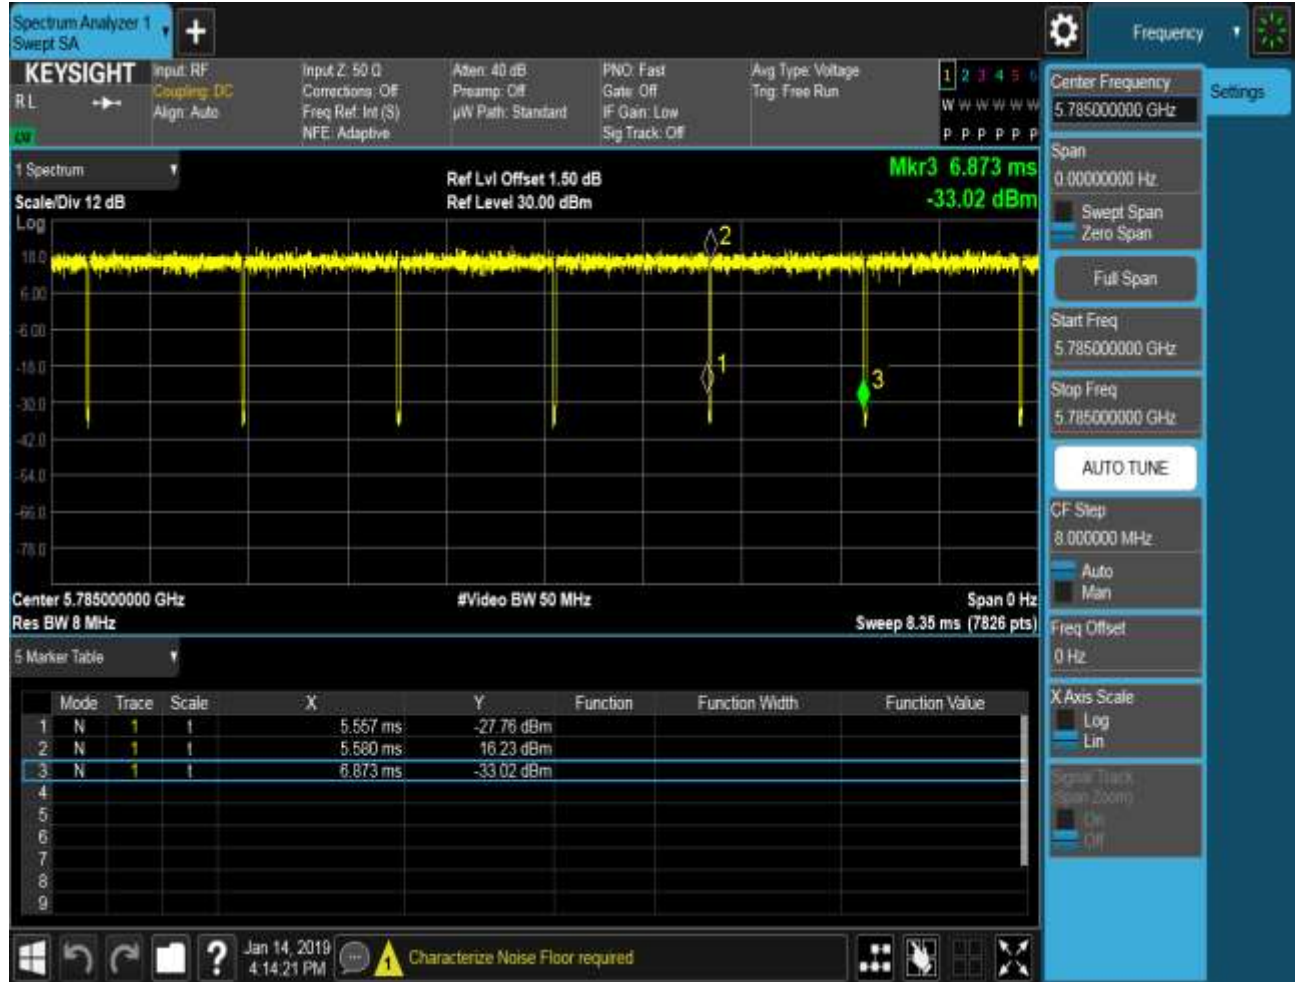 Spectrum Analyzer 1
Swept SA
Frequency
KEYSIGHT
RL
Input: RF
Coupling: DC
Align: Auto
Input Z: 50 Ω
Corrections: Off
Freq Ref: Int (S)
NFE: Adaptive
Atten: 40 dB
Preamp: Off
µW Path: Standard
PNO: Fast
Gate: Off
IF Gain: Low
Sig Track: Off
Avg Type: Voltage
Trig: Free Run
1 2 3 4 5 6
W W W W W W
P P P P P P
1 Spectrum
Scale/Div 12 dB
Ref Lvl Offset 1.50 dB
Ref Level 30.00 dBm
Mkr3 6.873 ms
-33.02 dBm
Log
18.0
6.00
-6.00
-18.0
-30.0
-42.0
-54.0
-66.0
-78.0
2
1
3
Center 5.785000000 GHz
#Video BW 50 MHz
Span 0 Hz
Res BW 8 MHz
Sweep 8.35 ms (7826 pts)
5 Marker Table
Mode Trace Scale X Y Function Function Width Function Value
1 N 1 t 5.557 ms -27.76 dBm
2 N 1 t 5.580 ms 16.23 dBm
3 N 1 t 6.873 ms -33.02 dBm
4
5
6
7
8
9
Center Frequency
5.785000000 GHz
Settings
Span
0.00000000 Hz
Swept Span
Zero Span
Full Span
Start Freq
5.785000000 GHz
Stop Freq
5.785000000 GHz
AUTO TUNE
CF Step
8.000000 MHz
Auto
Man
Freq Offset
0 Hz
X Axis Scale
Log
Lin
Signal Track
(Span Zoom)
On
Off
?
Jan 14, 2019
4:14:21 PM
1
Characterize Noise Floor required